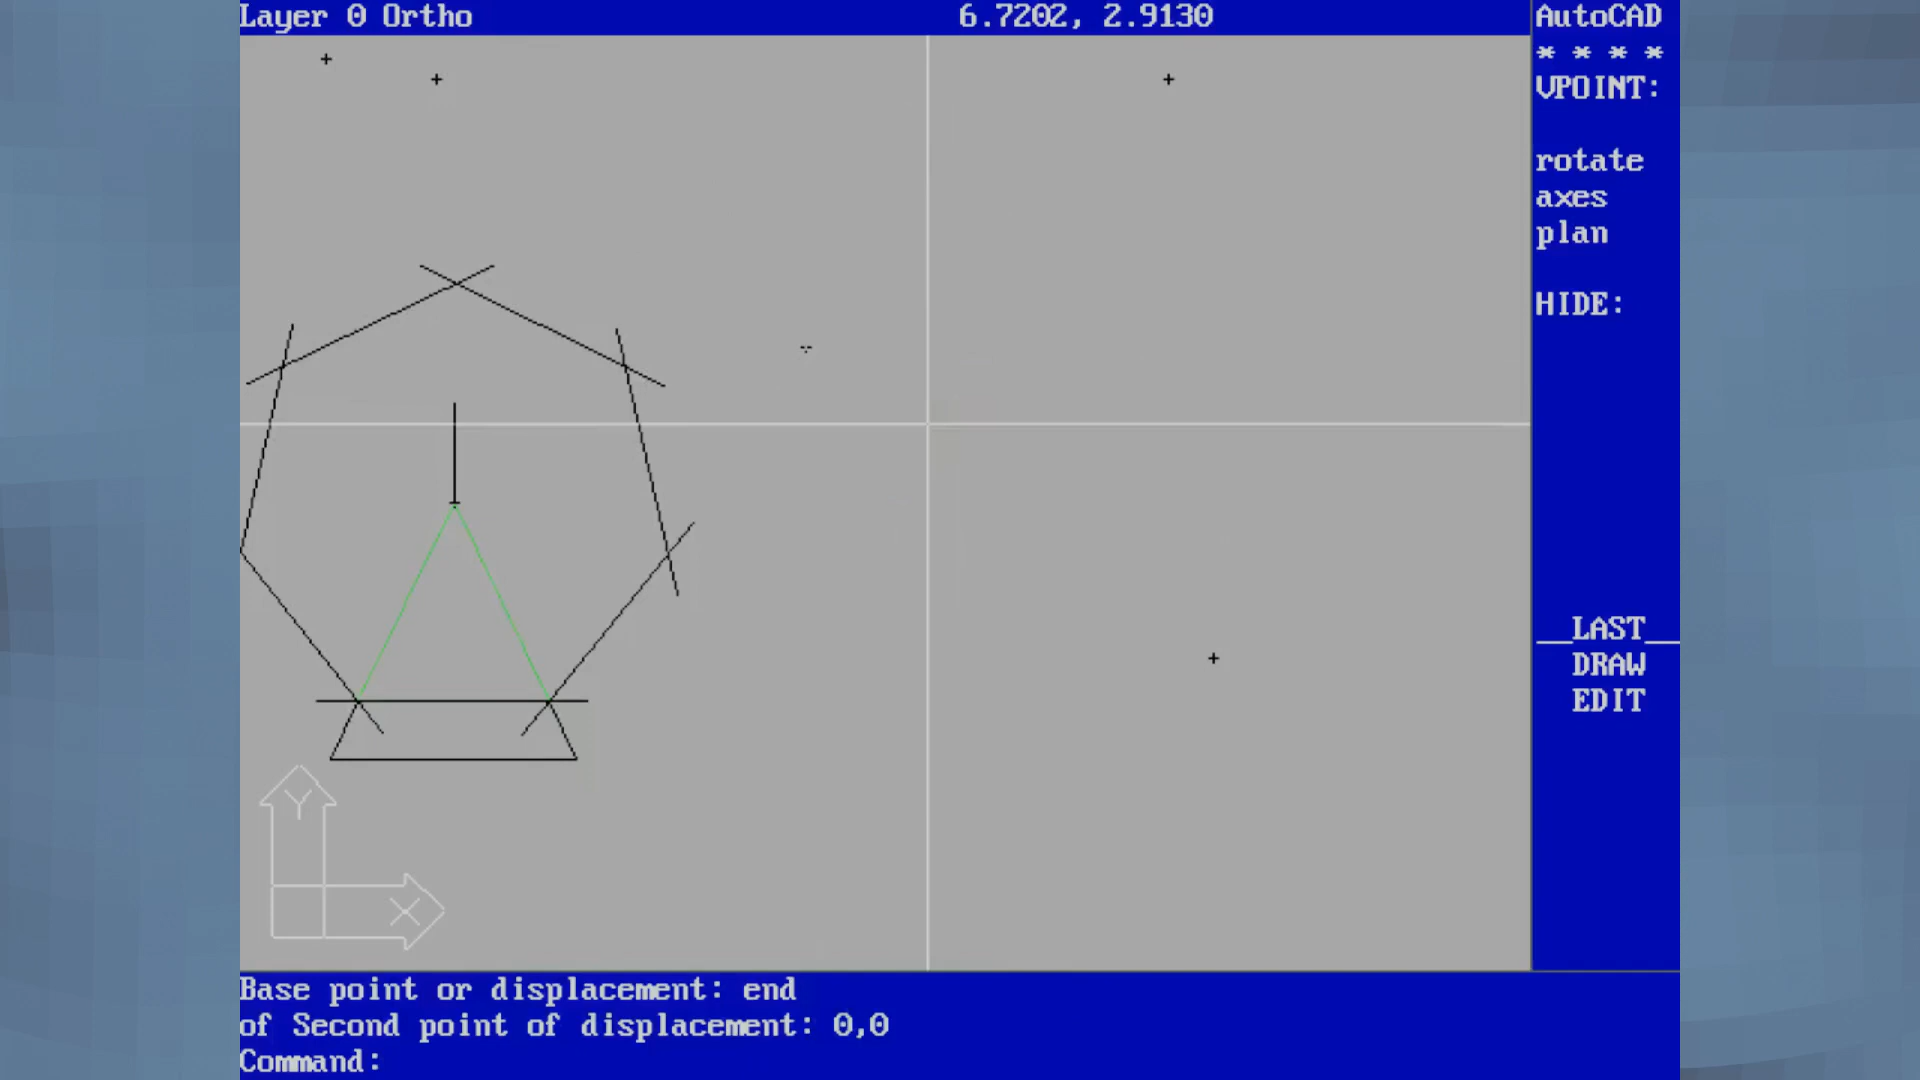 Layer 0 Ortho 6.7202, 2.9130 AutoCAD
* * * *
VPOINT:
rotate
axes
plan
HIDE:
__LAST__
DRAW
EDIT
Y
X
Base point or displacement: end
of Second point of displacement: 0,0
Command: